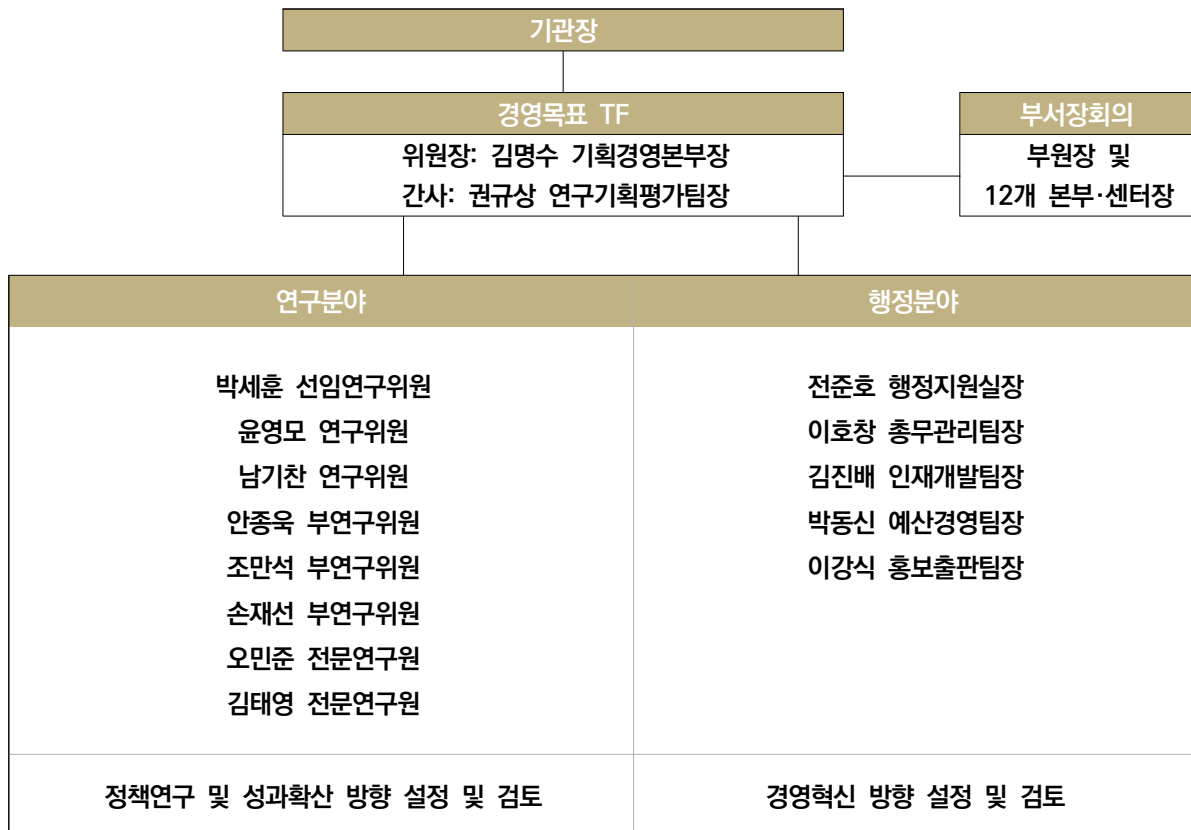 기관장
경영목표 TF
위원장: 김명수 기획경영본부장
간사: 권규상 연구기획평가팀장
부서장회의
부원장 및
12개 본부·센터장
연구분야
박세훈 선임연구위원
윤영모 연구위원
남기찬 연구위원
안종욱 부연구위원
조만석 부연구위원
손재선 부연구위원
오민준 전문연구원
김태영 전문연구원
정책연구 및 성과확산 방향 설정 및 검토
행정분야
전준호 행정지원실장
이호창 총무관리팀장
김진배 인재개발팀장
박동신 예산경영팀장
이강식 홍보출판팀장
경영혁신 방향 설정 및 검토